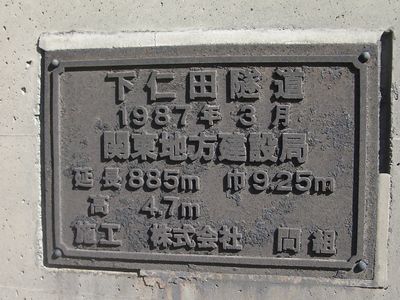 下仁田隧道
1987年3月
関東地方建設局
延長885m 巾9.25m
高 4.7m
施工 株式会社 間組